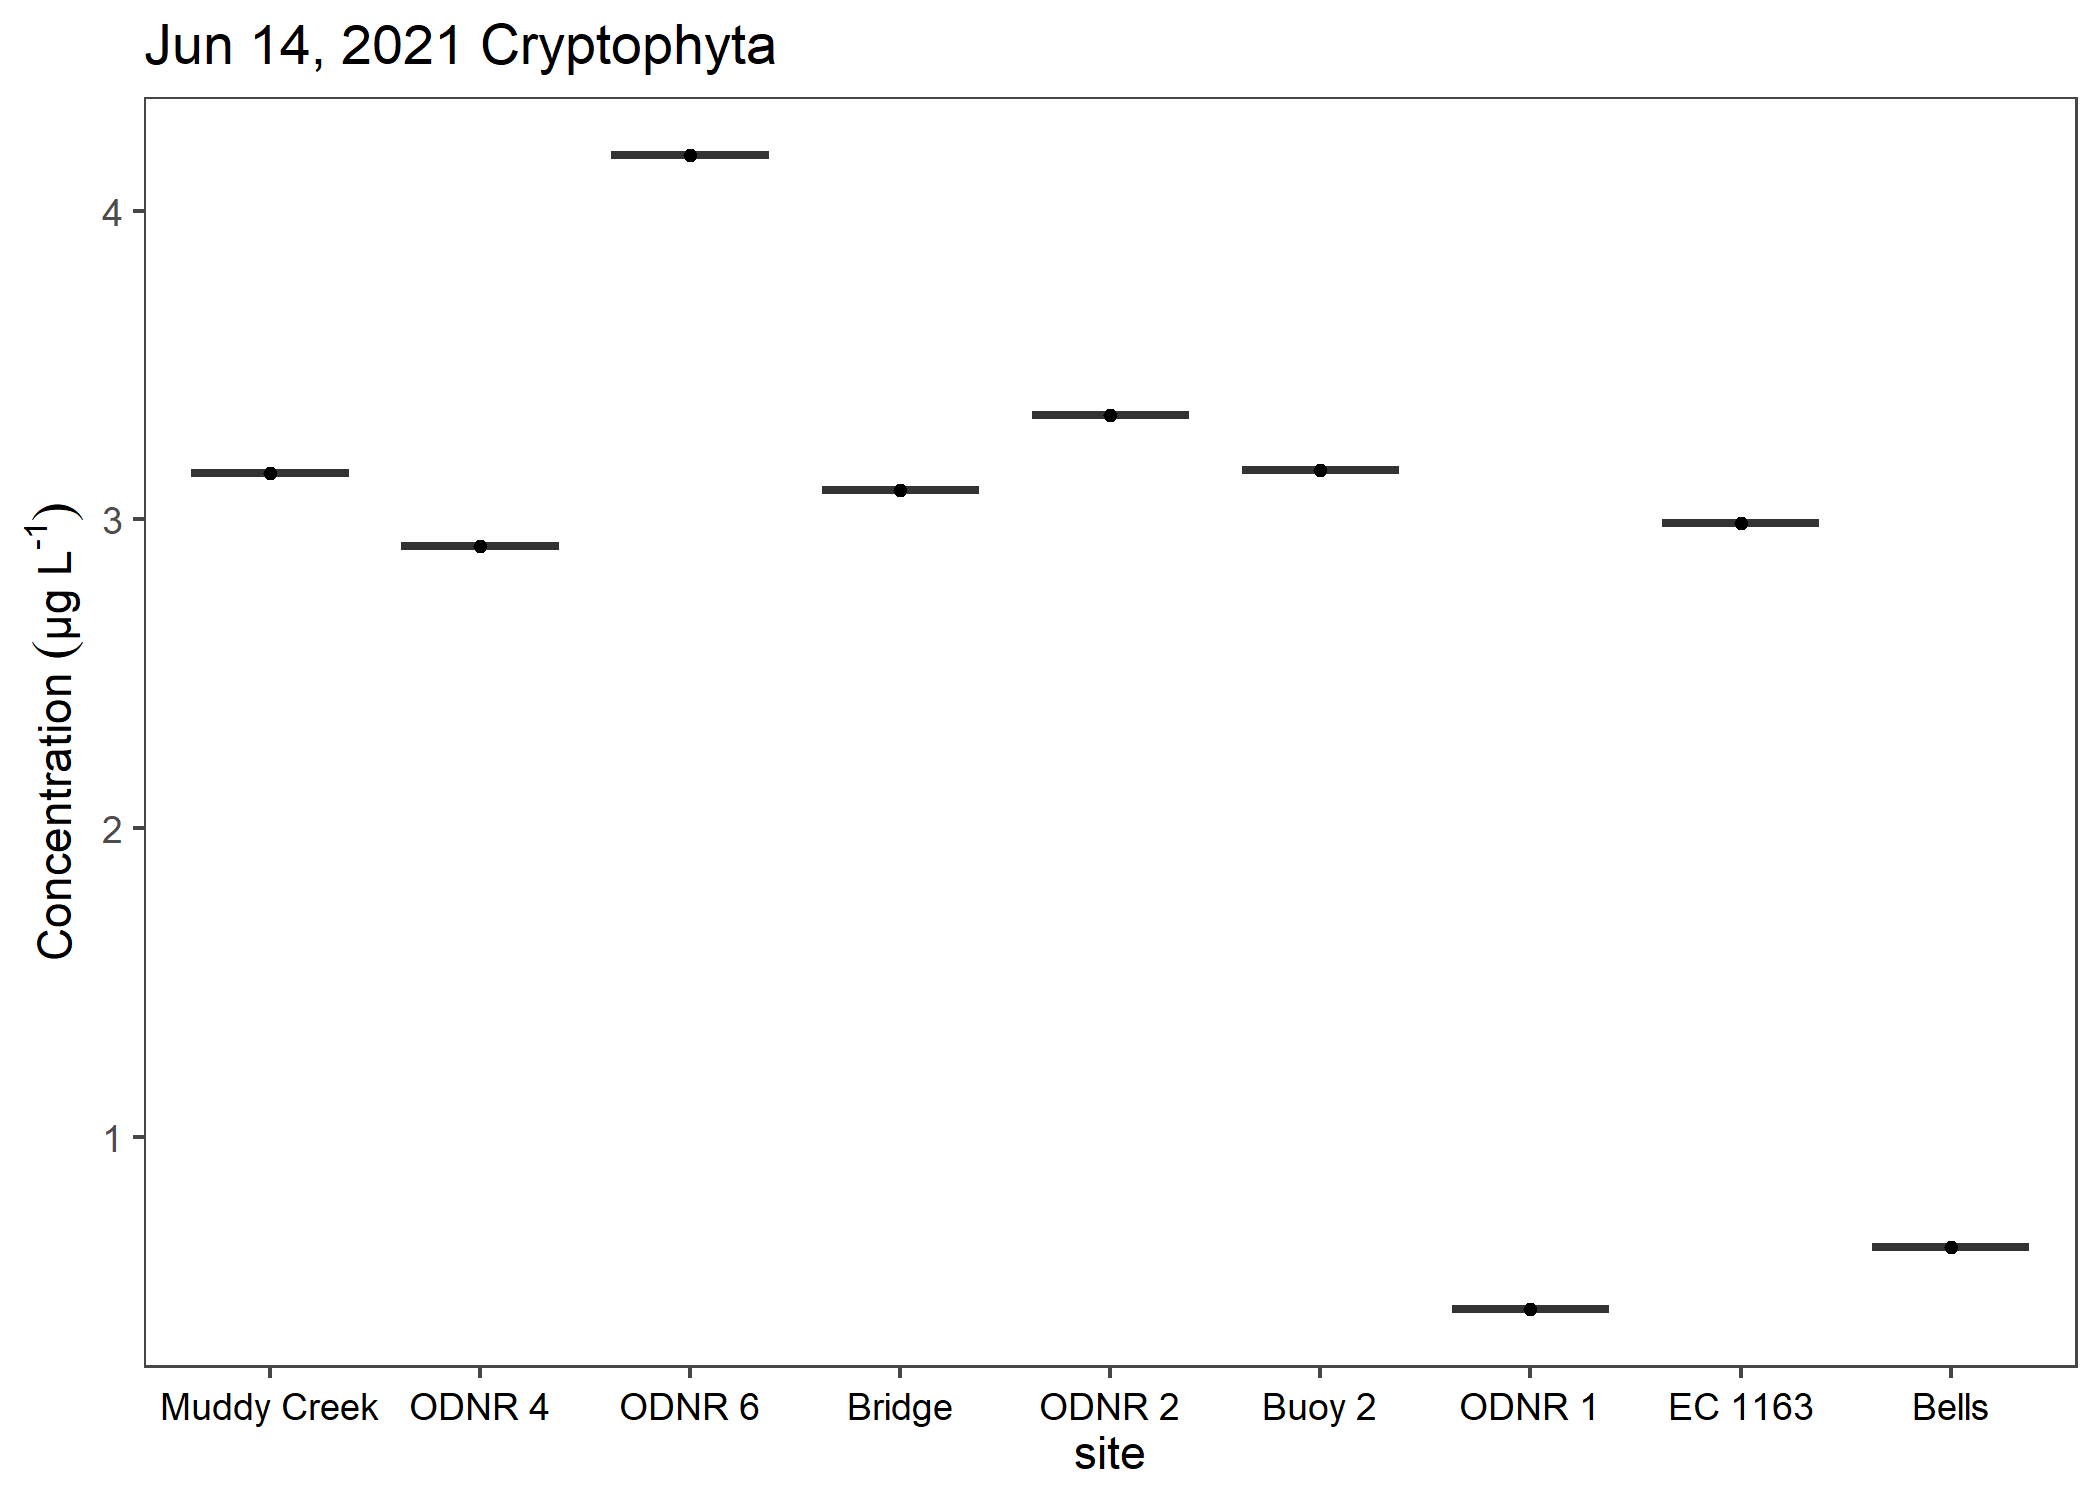 Jun 14, 2021 Cryptophyta
Concentration (µg L⁻¹)
4
3
2
1
Muddy Creek ODNR 4 ODNR 6 Bridge ODNR 2 Buoy 2 ODNR 1 EC 1163 Bells
site